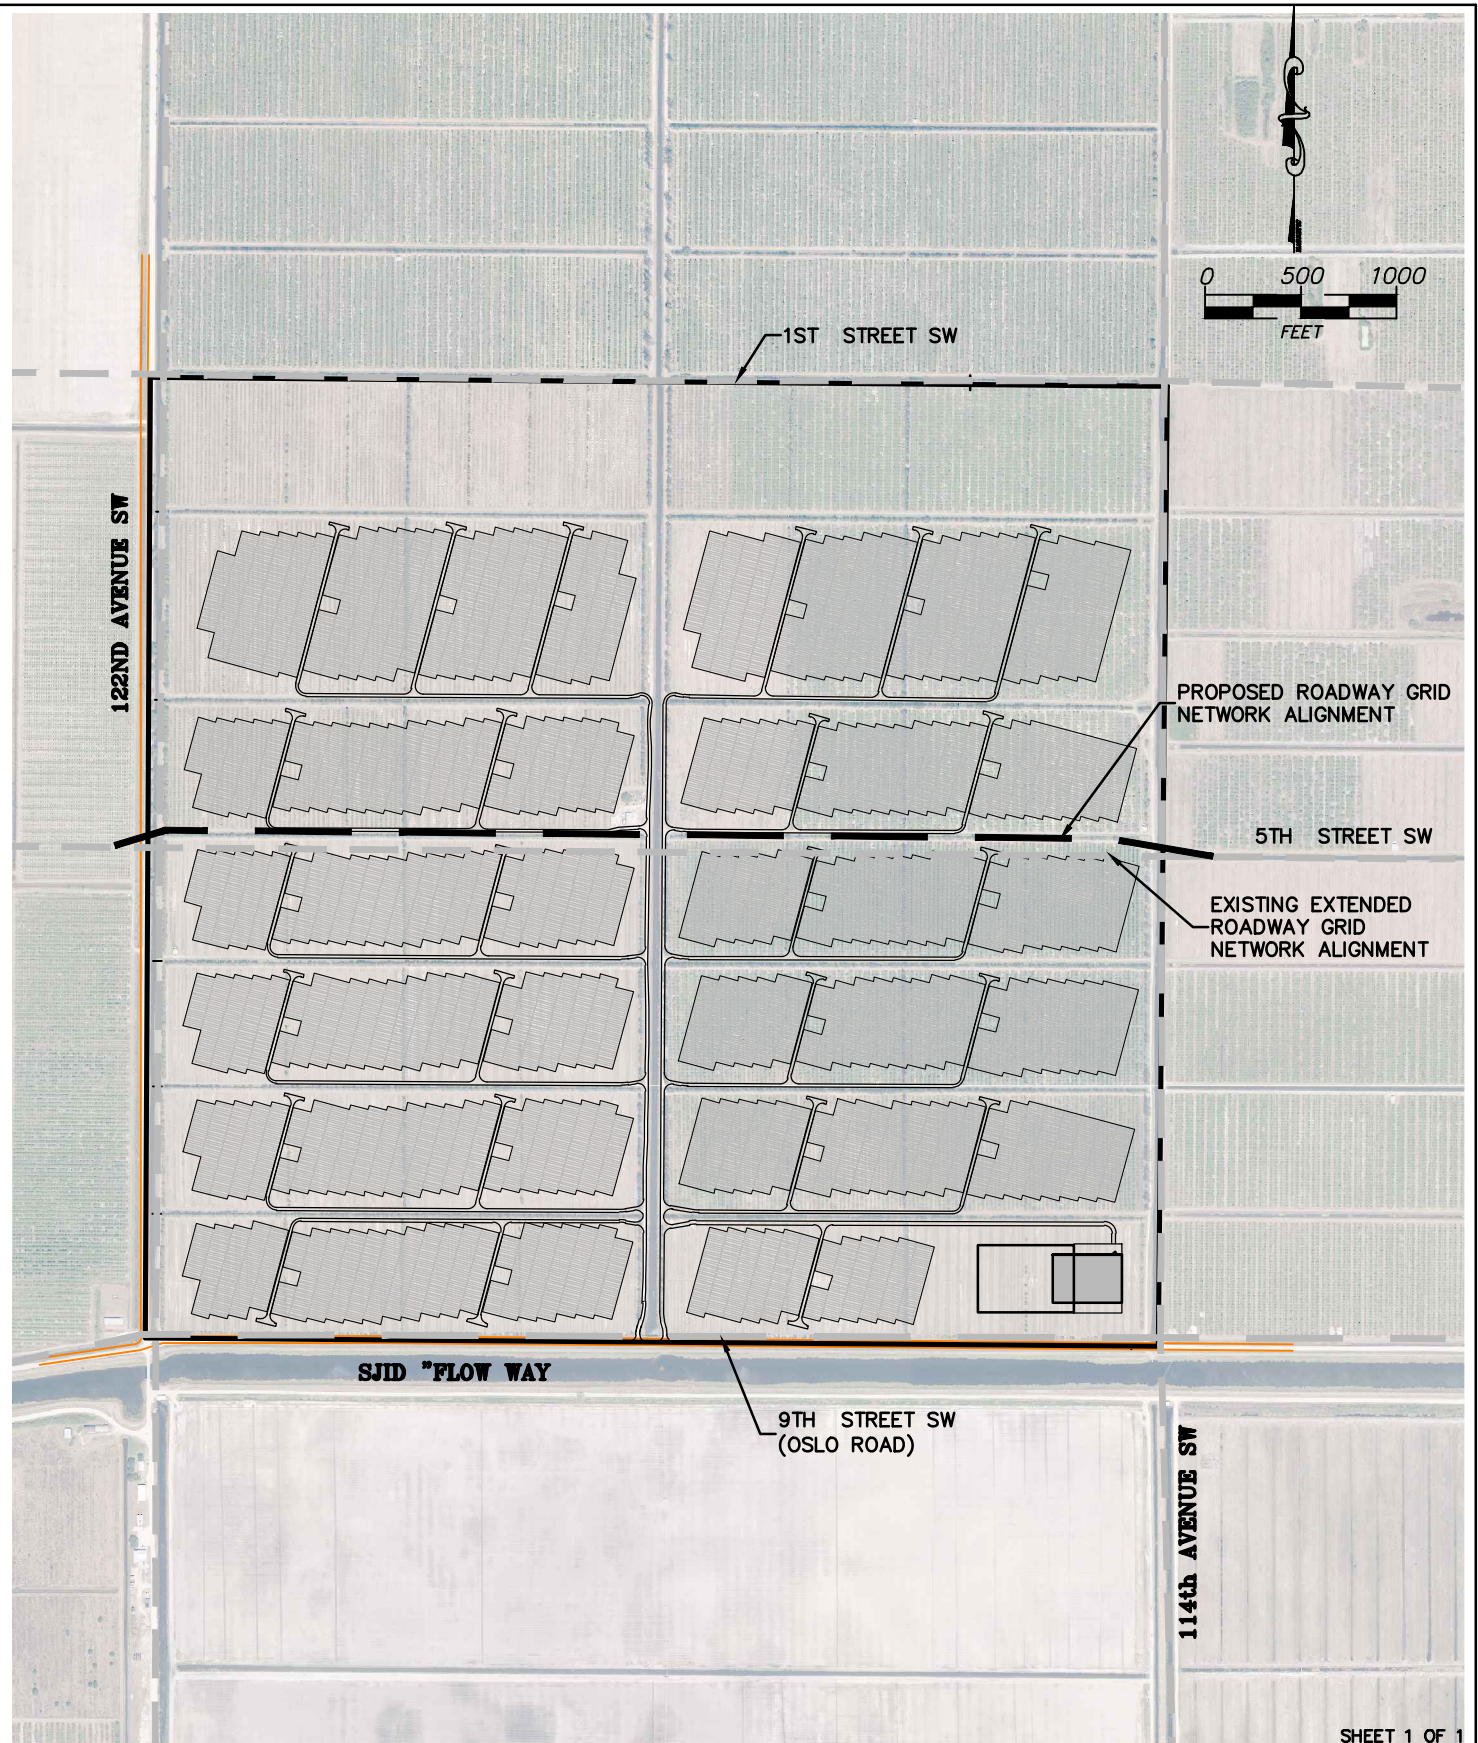 0 500 1000
FEET
1ST STREET SW
122ND AVENUE SW
PROPOSED ROADWAY GRID
NETWORK ALIGNMENT
5TH STREET SW
EXISTING EXTENDED
ROADWAY GRID
NETWORK ALIGNMENT
SJID "FLOW WAY
9TH STREET SW
(OSLO ROAD)
114th AVENUE SW
SHEET 1 OF 1